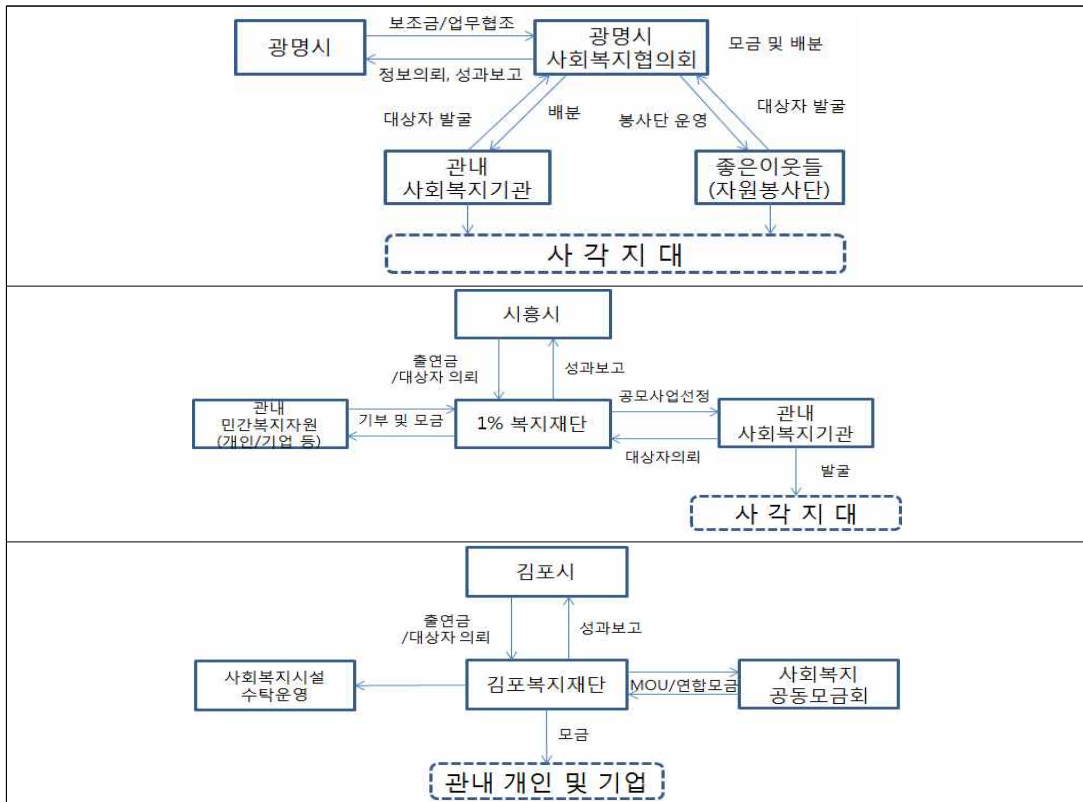 광명시
보조금/업무협조
정보의뢰, 성과보고
광명시
사회복지협의회
모금 및 배분
대상자 발굴
배분
봉사단 운영
대상자 발굴
관내
사회복지기관
좋은이웃들
(자원봉사단)
사 각 지 대
시흥시
출연금
/대상자 의뢰
성과보고
관내
민간복지자원
(개인/기업 등)
기부 및 모금
1% 복지재단
공모사업선정
대상자의뢰
관내
사회복지기관
발굴
사 각 지 대
김포시
출연금
/대상자 의뢰
성과보고
사회복지시설
수탁운영
김포복지재단
MOU/연합모금
사회복지
공동모금회
모금
관내 개인 및 기업